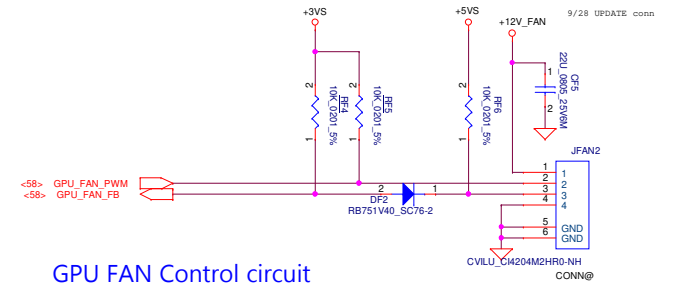 9/28 UPDATE conn
+3VS
+5VS
+12V_FAN
2
RF4
10K_0201_5%
1
2
RF5
10K_0201_5%
1
2
RF6
10K_0201_5%
1
1
CF5
22U_0805_25V6M
2
JFAN2
<58> GPU_FAN_PWM
<58> GPU_FAN_FB
2
DF2
1
RB751V40_SC76-2
1 1
2 2
3 3
4 4
5 GND
6 GND
CVILU_CI4204M2HR0-NH
CONN@
GPU FAN Control circuit